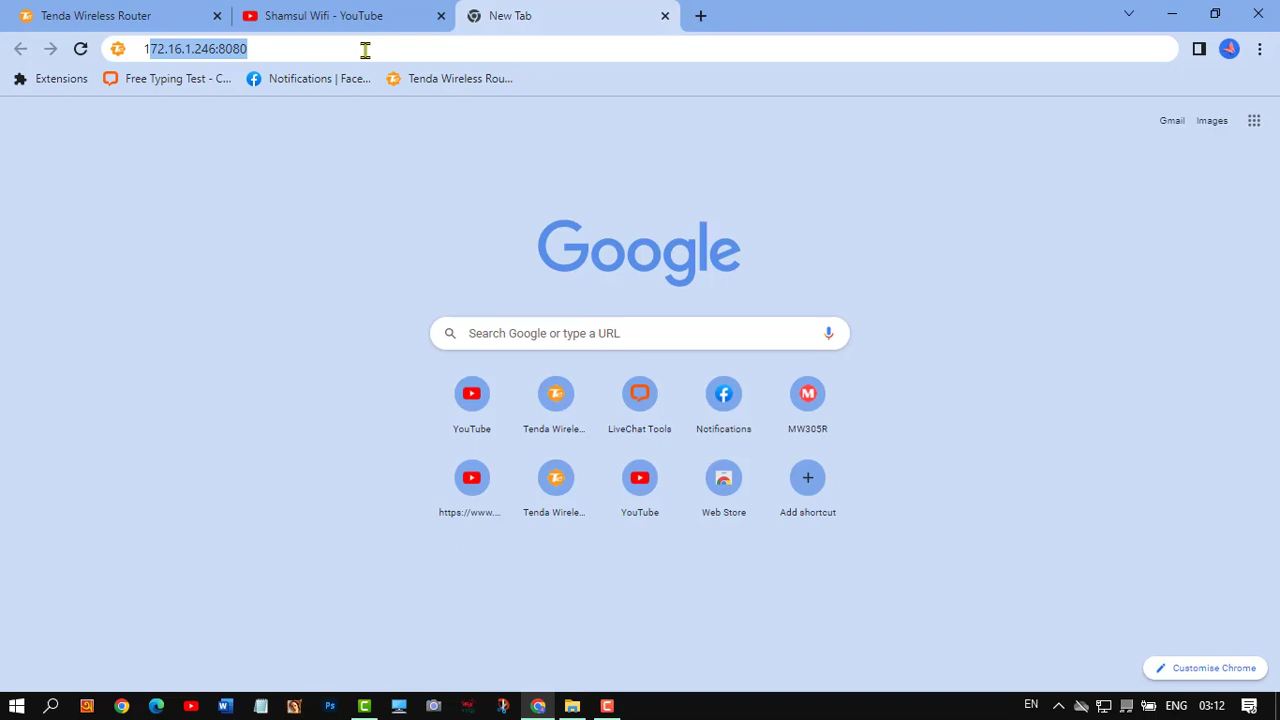 Tenda Wireless Router
Shamsul Wifi - YouTube
New Tab
172.16.1.246:8080
Extensions
Free Typing Test - C...
Notifications | Face...
Tenda Wireless Rou...
Gmail
Images
Google
Search Google or type a URL
YouTube
Tenda Wirele...
LiveChat Tools
Notifications
MW305R
https://www....
Tenda Wirele...
YouTube
Web Store
Add shortcut
Customise Chrome
EN
ENG
03:12